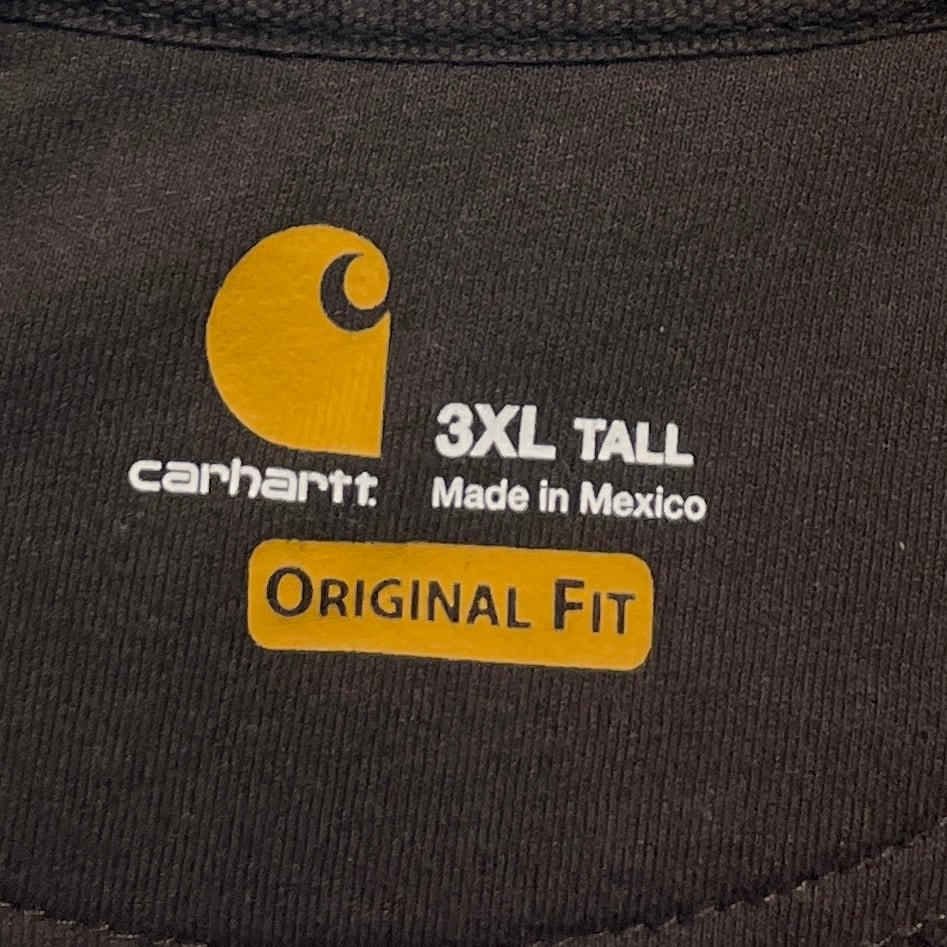 3XL TALL
carhartt.
Made in Mexico
ORIGINAL FIT